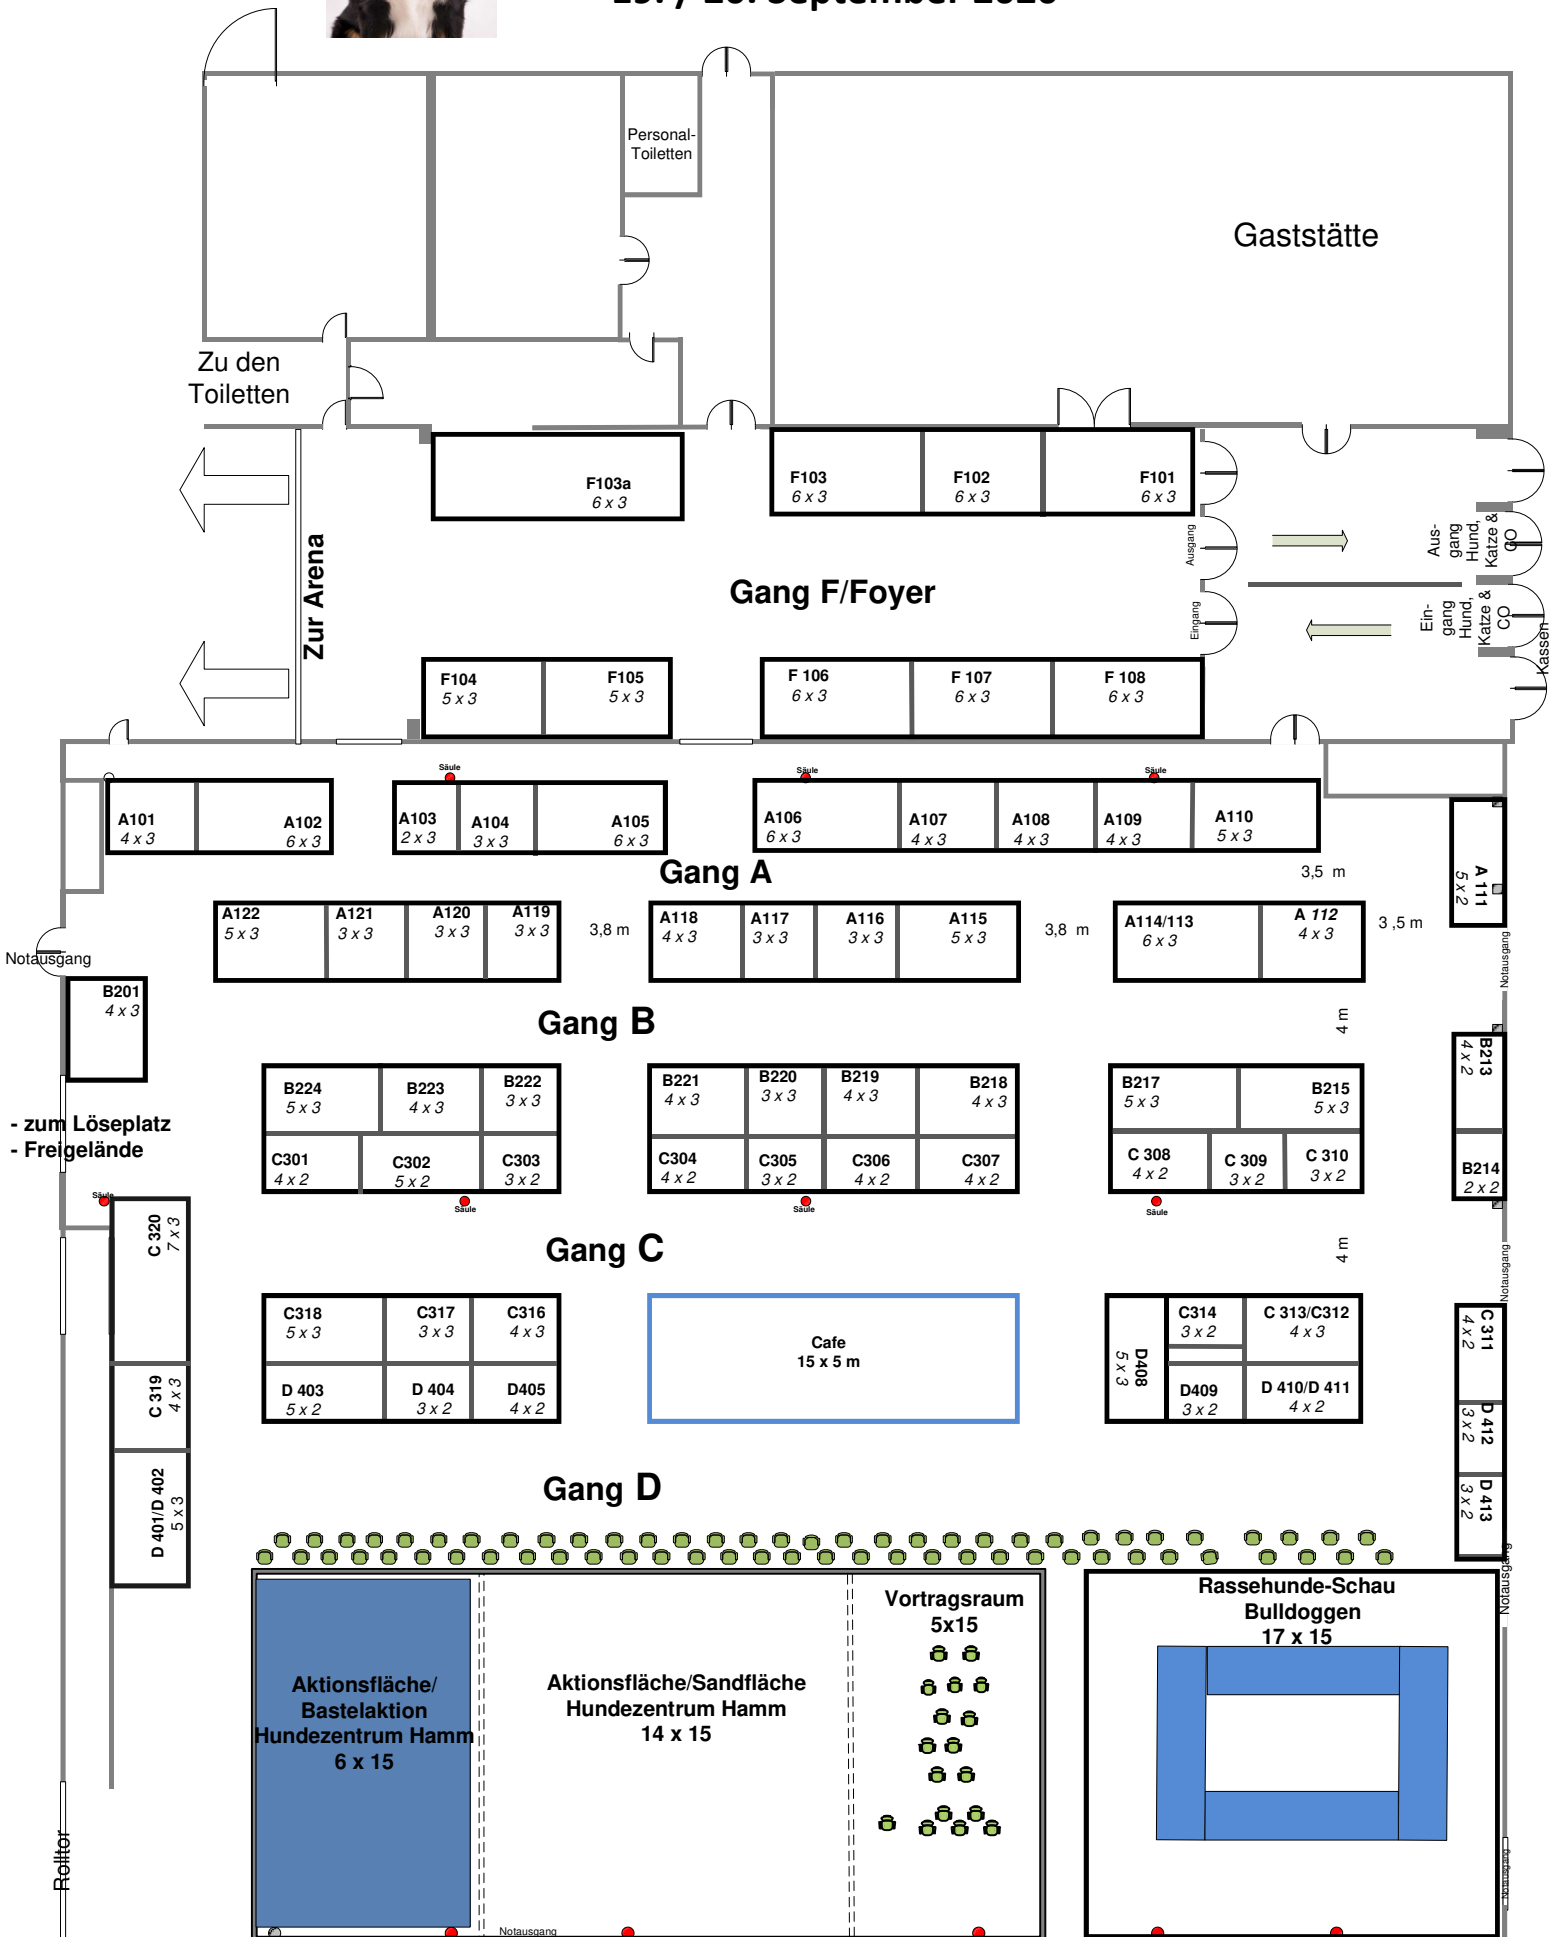 Personal-
Toiletten
Gaststätte
Zu den
Toiletten
F103a
6 x 3
F103
6 x 3
F102
6 x 3
F101
6 x 3
Zur Arena
Gang F/Foyer
Ausgang
Eingang
Aus-
gang
Hund,
Katze &
CO
Ein-
gang
Hund,
Katze &
CO
Kassen
F104
5 x 3
F105
5 x 3
F 106
6 x 3
F 107
6 x 3
F 108
6 x 3
Säule
Säule
Säule
A101
4 x 3
A102
6 x 3
A103
2 x 3
A104
3 x 3
A105
6 x 3
A106
6 x 3
A107
4 x 3
A108
4 x 3
A109
4 x 3
A110
5 x 3
A 111
5 x 2
Gang A
3,5 m
A122
5 x 3
A121
3 x 3
A120
3 x 3
A119
3 x 3
3,8 m
A118
4 x 3
A117
3 x 3
A116
3 x 3
A115
5 x 3
3,8 m
A114/113
6 x 3
A 112
4 x 3
3 ,5 m
Notausgang
Notausgang
B201
4 x 3
Gang B
4 m
B213
4 x 2
B214
2 x 2
B224
5 x 3
B223
4 x 3
B222
3 x 3
B221
4 x 3
B220
3 x 3
B219
4 x 3
B218
4 x 3
B217
5 x 3
B215
5 x 3
- zum Löseplatz
- Freigelände
C301
4 x 2
C302
5 x 2
C303
3 x 2
C304
4 x 2
C305
3 x 2
C306
4 x 2
C307
4 x 2
C 308
4 x 2
C 309
3 x 2
C 310
3 x 2
Säule
Säule
Säule
Säule
C 320
7 x 3
Gang C
4 m
Notausgang
C318
5 x 3
C317
3 x 3
C316
4 x 3
Cafe
15 x 5 m
C314
3 x 2
C 313/C312
4 x 3
C 311
4 x 2
C 319
4 x 3
D 403
5 x 2
D 404
3 x 2
D405
4 x 2
D408
5 x 3
D409
3 x 2
D 410/D 411
4 x 2
D 412
3 x 2
D 413
3 x 2
D 401/D 402
5 x 3
Gang D
Notausgang
Aktionsfläche/
Bastelaktion
Hundezentrum Hamm
6 x 15
Aktionsfläche/Sandfläche
Hundezentrum Hamm
14 x 15
Vortragsraum
5x15
Rassehunde-Schau
Bulldoggen
17 x 15
Rolltor
Notausgang
Notausgang